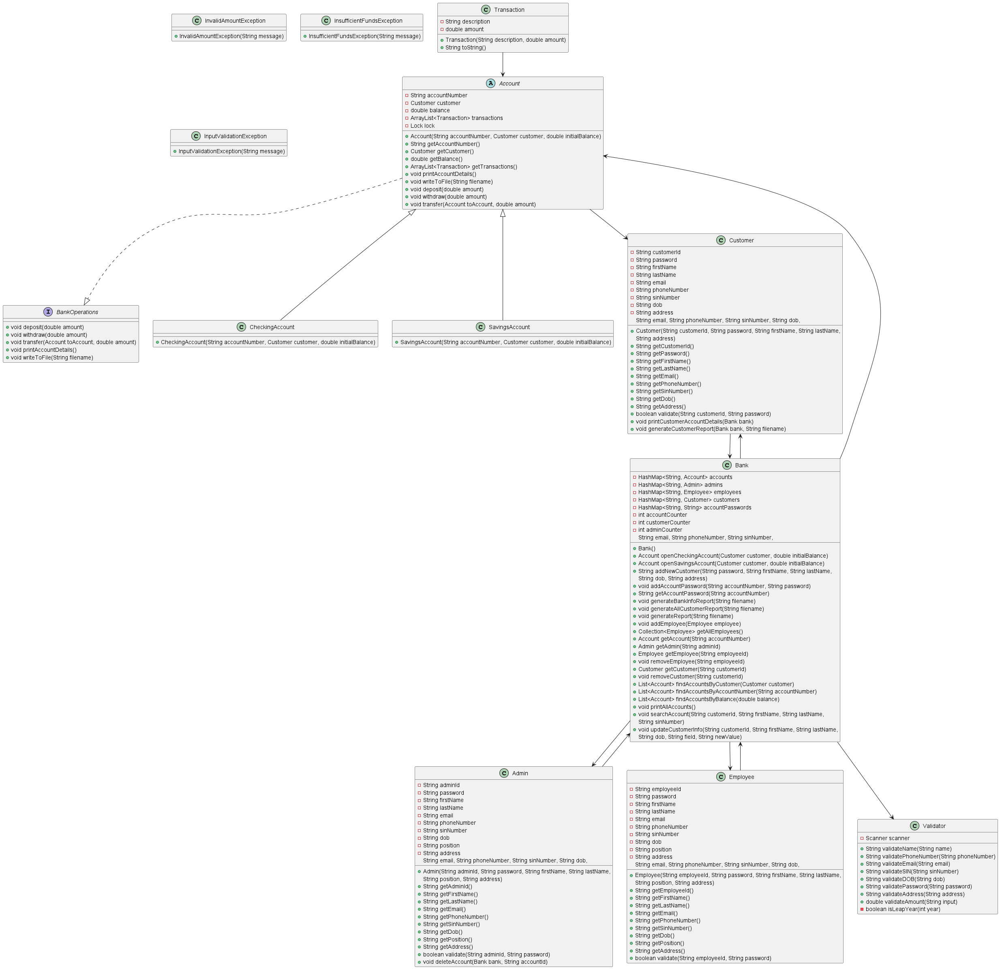 C InvalidAmountException
InvalidAmountException(String message)
C InsufficientFundsException
InsufficientFundsException(String message)
C Transaction
String description
double amount
Transaction(String description, double amount)
String toString()
C InputValidationException
InputValidationException(String message)
A Account
String accountNumber
Customer customer
double balance
ArrayList<Transaction> transactions
Lock lock
Account(String accountNumber, Customer customer, double initialBalance)
String getAccountNumber()
Customer getCustomer()
double getBalance()
ArrayList<Transaction> getTransactions()
void printAccountDetails()
void writeToFile(String filename)
void deposit(double amount)
void withdraw(double amount)
void transfer(Account toAccount, double amount)
I BankOperations
void deposit(double amount)
void withdraw(double amount)
void transfer(Account toAccount, double amount)
void printAccountDetails()
void writeToFile(String filename)
C CheckingAccount
CheckingAccount(String accountNumber, Customer customer, double initialBalance)
C SavingsAccount
SavingsAccount(String accountNumber, Customer customer, double initialBalance)
C Customer
String customerId
String password
String firstName
String lastName
String email
String phoneNumber
String sinNumber
String dob
String address
String email, String phoneNumber, String sinNumber, String dob,
Customer(String customerId, String password, String firstName, String lastName,
String address)
String getCustomerId()
String getPassword()
String getFirstName()
String getLastName()
String getEmail()
String getPhoneNumber()
String getSinNumber()
String getDob()
String getAddress()
boolean validate(String customerId, String password)
void printCustomerAccountDetails(Bank bank)
void generateCustomerReport(Bank bank, String filename)
C Bank
HashMap<String, Account> accounts
HashMap<String, Admin> admins
HashMap<String, Employee> employees
HashMap<String, Customer> customers
HashMap<String, String> accountPasswords
int accountCounter
int customerCounter
int adminCounter
String email, String phoneNumber, String sinNumber,
Bank()
Account openCheckingAccount(Customer customer, double initialBalance)
Account openSavingsAccount(Customer customer, double initialBalance)
String addNewCustomer(String password, String firstName, String lastName,
String dob, String address)
void addAccountPassword(String accountNumber, String password)
String getAccountPassword(String accountNumber)
void generateBankInfoReport(String filename)
void generateAllCustomerReport(String filename)
void generateReport(String filename)
void addEmployee(Employee employee)
Collection<Employee> getAllEmployees()
Account getAccount(String accountNumber)
Admin getAdmin(String adminId)
Employee getEmployee(String employeeId)
void removeEmployee(String employeeId)
Customer getCustomer(String customerId)
void removeCustomer(String customerId)
List<Account> findAccountsByCustomer(Customer customer)
List<Account> findAccountsByAccountNumber(String accountNumber)
List<Account> findAccountsByBalance(double balance)
void printAllAccounts()
void searchAccount(String customerId, String firstName, String lastName,
String sinNumber)
void updateCustomerInfo(String customerId, String firstName, String lastName,
String dob, String field, String newValue)
C Admin
String adminId
String password
String firstName
String lastName
String email
String phoneNumber
String sinNumber
String dob
String position
String address
String email, String phoneNumber, String sinNumber, String dob,
Admin(String adminId, String password, String firstName, String lastName,
String position, String address)
String getAdminId()
String getFirstName()
String getLastName()
String getEmail()
String getPhoneNumber()
String getSinNumber()
String getDob()
String getPosition()
String getAddress()
boolean validate(String adminId, String password)
void deleteAccount(Bank bank, String accountId)
C Employee
String employeeId
String password
String firstName
String lastName
String email
String phoneNumber
String sinNumber
String dob
String position
String address
String email, String phoneNumber, String sinNumber, String dob,
Employee(String employeeId, String password, String firstName, String lastName,
String position, String address)
String getEmployeeId()
String getFirstName()
String getLastName()
String getEmail()
String getPhoneNumber()
String getSinNumber()
String getDob()
String getPosition()
String getAddress()
boolean validate(String employeeId, String password)
C Validator
Scanner scanner
String validateName(String name)
String validatePhoneNumber(String phoneNumber)
String validateEmail(String email)
String validateSIN(String sinNumber)
String validateDOB(String dob)
String validatePassword(String password)
String validateAddress(String address)
double validateAmount(String input)
boolean isLeapYear(int year)